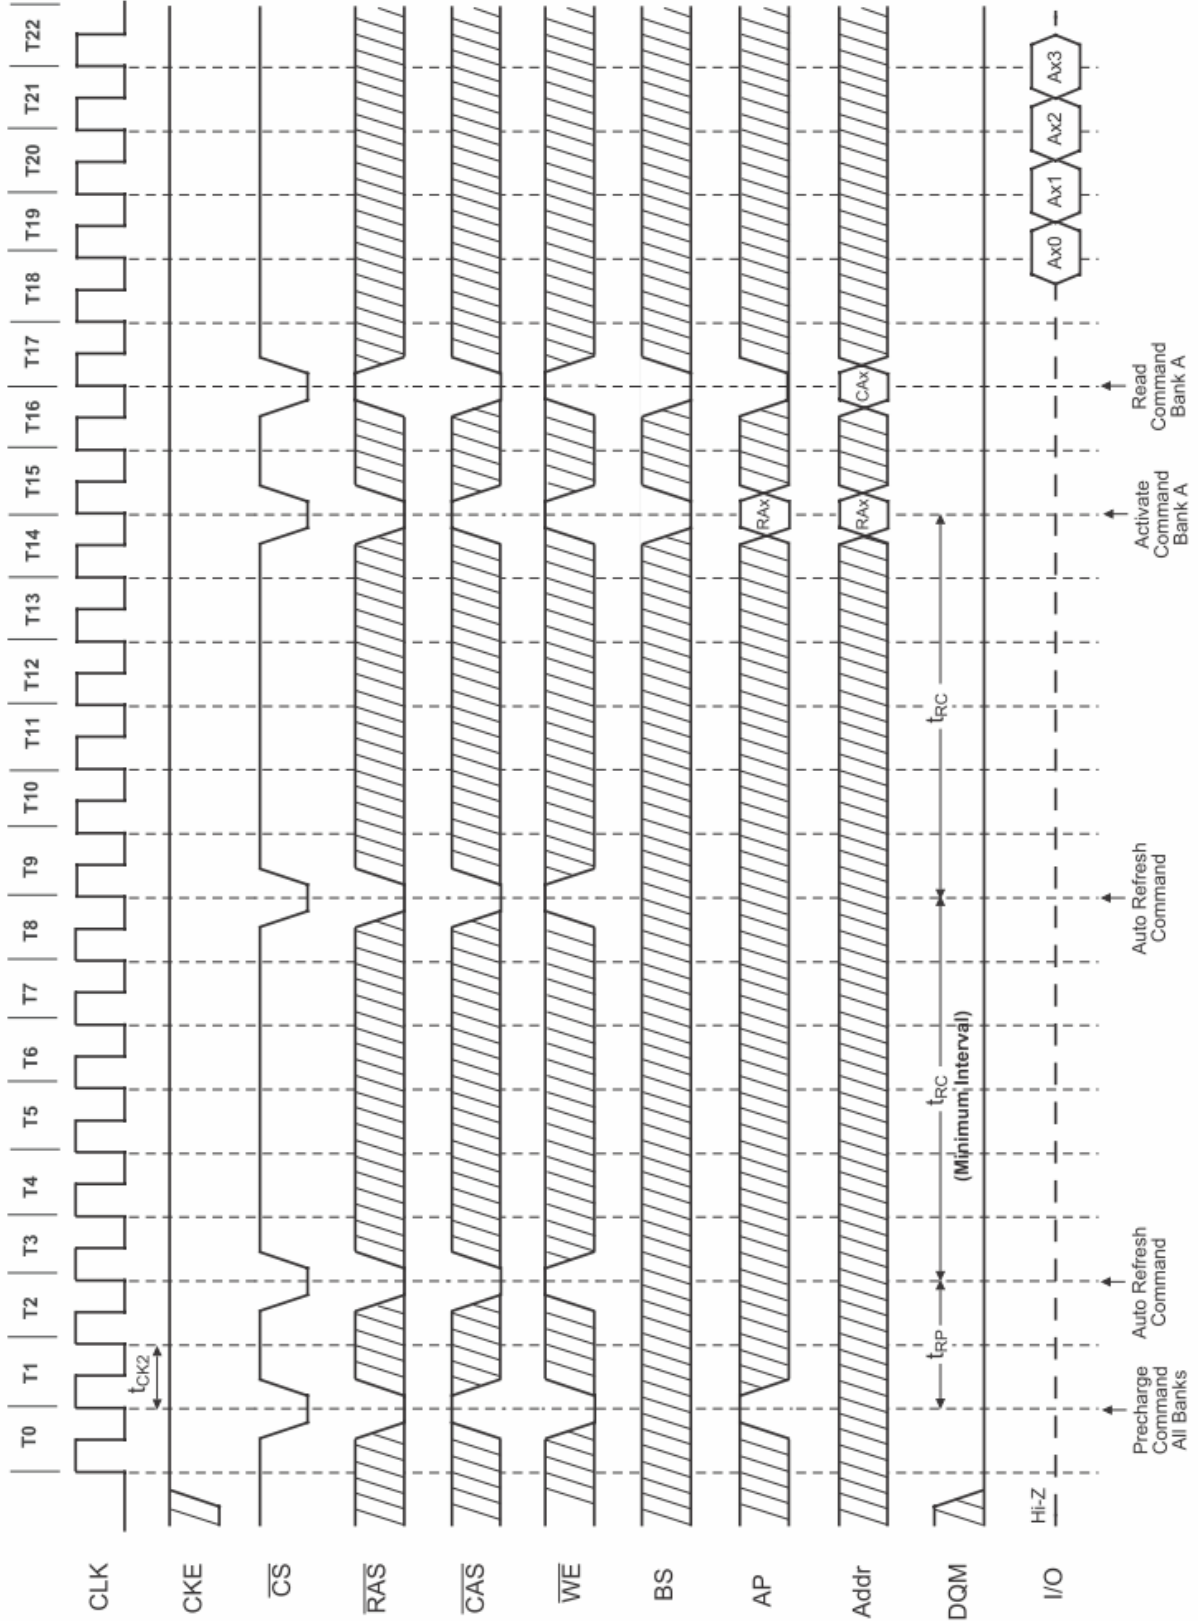 T0 T1 T2 T3 T4 T5 T6 T7 T8 T9 T10 T11 T12 T13 T14 T15 T16 T17 T18 T19 T20 T21 T22
CLK
tCK2
CKE
CS
RAS
CAS
WE
BS
AP
RAx
Addr
RAx CAx
DQM
tRP tRC tRC
(Minimum Interval)
I/O
Hi-Z
Ax0 Ax1 Ax2 Ax3
Precharge
Command
All Banks
Auto Refresh
Command
Auto Refresh
Command
Activate
Command
Bank A
Read
Command
Bank A